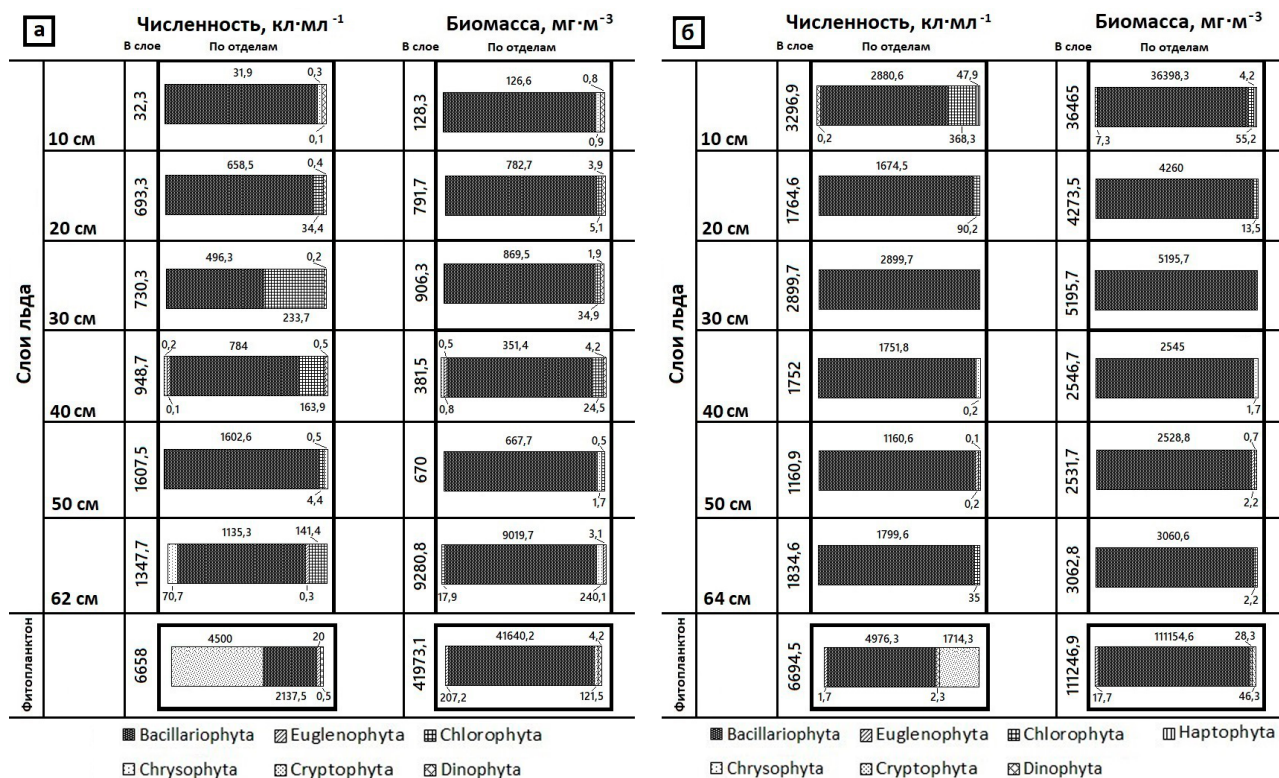 а
Численность, кл·мл -1
Биомасса, мг·м-3
В слое
По отделам
В слое
По отделам
Слои льда
10 см
32,3
31,9
0,3
0,1
128,3
126,6
0,8
0,9
20 см
693,3
658,5
0,4
34,4
791,7
782,7
3,9
5,1
30 см
730,3
496,3
0,2
233,7
906,3
869,5
1,9
34,9
40 см
948,7
0,2
784
0,5
0,1
163,9
381,5
0,5
351,4
4,2
0,8
24,5
50 см
1607,5
1602,6
0,5
4,4
670
667,7
0,5
1,7
62 см
1347,7
1135,3
141,4
70,7
0,3
9280,8
9019,7
3,1
17,9
240,1
Фитопланктон
6658
4500
20
2137,5
0,5
41973,1
41640,2
4,2
207,2
121,5
Bacillariophyta
Euglenophyta
Chlorophyta
Chrysophyta
Cryptophyta
Dinophyta
б
Численность, кл·мл -1
Биомасса, мг·м-3
В слое
По отделам
В слое
По отделам
Слои льда
10 см
3296,9
2880,6
47,9
0,2
368,3
36465
36398,3
4,2
7,3
55,2
20 см
1764,6
1674,5
90,2
4273,5
4260
13,5
30 см
2899,7
2899,7
5195,7
5195,7
40 см
1752
1751,8
0,2
2546,7
2545
1,7
50 см
1160,9
1160,6
0,1
0,2
2531,7
2528,8
0,7
2,2
64 см
1834,6
1799,6
35
3062,8
3060,6
2,2
Фитопланктон
6694,5
4976,3
1714,3
1,7
2,3
111246,9
111154,6
28,3
17,7
46,3
Bacillariophyta
Euglenophyta
Chlorophyta
Haptophyta
Chrysophyta
Cryptophyta
Dinophyta